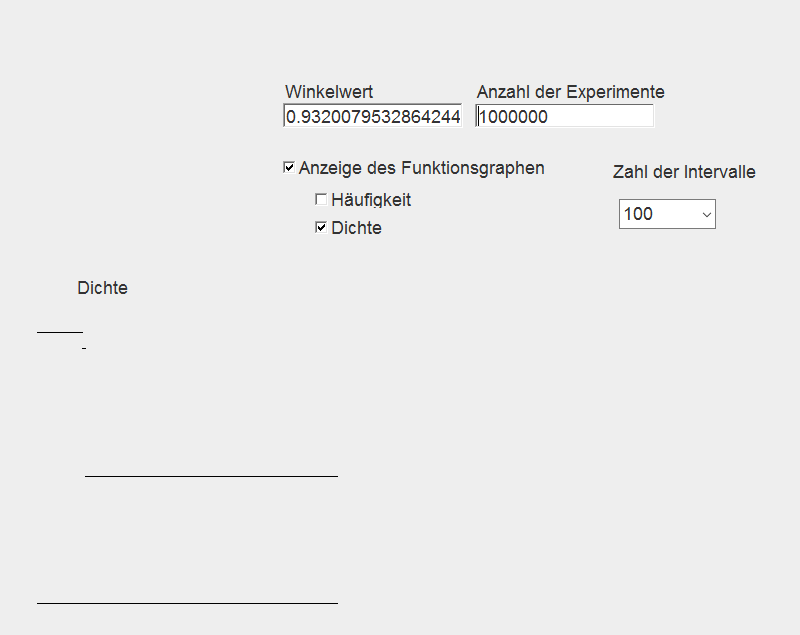 Winkelwert Anzahl der Experimente
0.9320079532864244 1000000
Anzeige des Funktionsgraphen Zahl der Intervalle
Häufigkeit
100
Dichte
Dichte